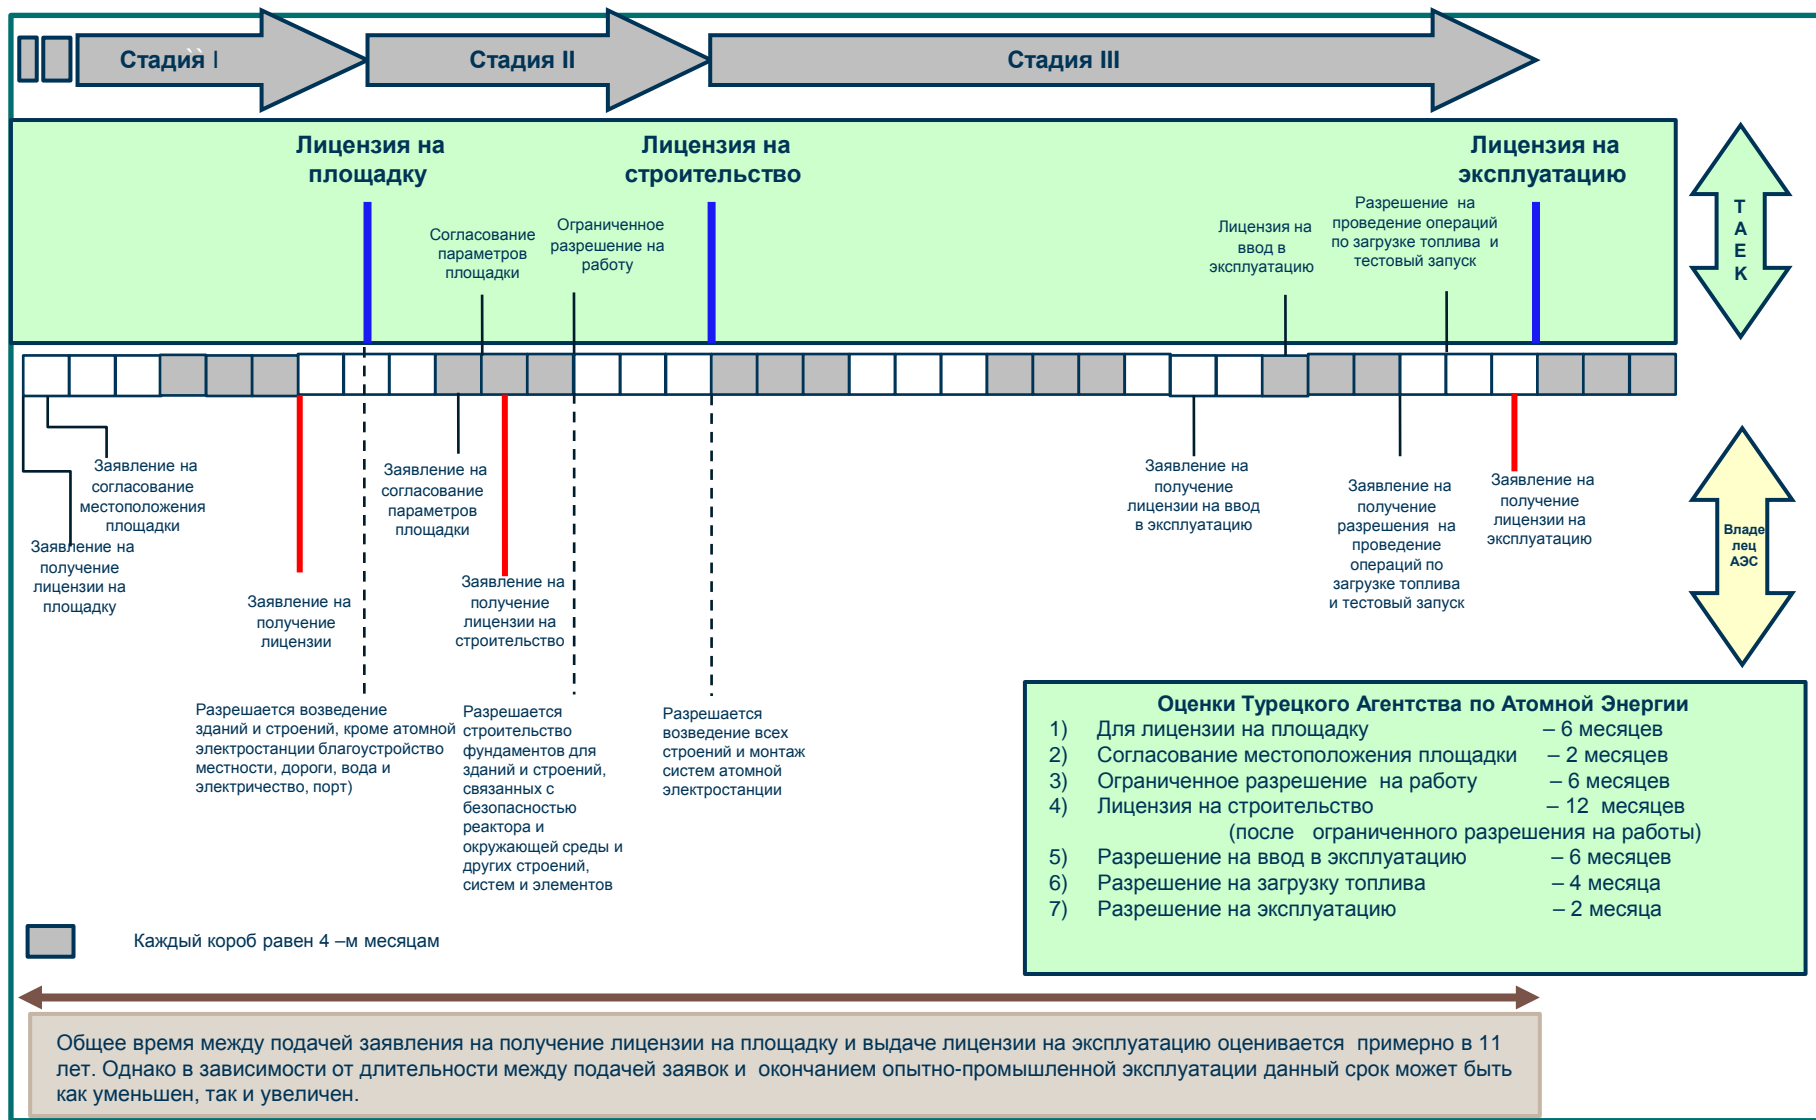 Стадия I
Стадия II
Стадия III
Лицензия на
площадку
Лицензия на
строительство
Лицензия на
эксплуатацию
Согласование
параметров
площадки
Ограниченное
разрешение на
работу
Лицензия на
ввод в
эксплуатацию
Разрешение на
проведение операций
по загрузке топлива и
тестовый запуск
Т
А
Е
К
Заявление на
согласование
местоположения
площадки
Заявление на
получение
лицензии на
площадку
Заявление на
получение
лицензии
Заявление на
согласование
параметров
площадки
Заявление на
получение
лицензии на
строительство
Заявление на
получение
лицензии на ввод
в эксплуатацию
Заявление на
получение
разрешения на
проведение
операций по
загрузке топлива
и тестовый запуск
Заявление на
получение
лицензии на
эксплуатацию
Владе
лец
АЭС
Разрешается возведение
зданий и строений, кроме атомной
электростанции благоустройство
местности, дороги, вода и
электричество, порт)
Разрешается
строительство
фундаментов для
зданий и строений,
связанных с
безопасностью
реактора и
окружающей среды и
других строений,
систем и элементов
Разрешается
возведение всех
строений и монтаж
систем атомной
электростанции
Оценки Турецкого Агентства по Атомной Энергии
1) Для лицензии на площадку – 6 месяцев
2) Согласование местоположения площадки – 2 месяцев
3) Ограниченное разрешение на работу – 6 месяцев
4) Лицензия на строительство – 12 месяцев
(после ограниченного разрешения на работы)
5) Разрешение на ввод в эксплуатацию – 6 месяцев
6) Разрешение на загрузку топлива – 4 месяца
7) Разрешение на эксплуатацию – 2 месяца
Каждый короб равен 4 –м месяцам
Общее время между подачей заявления на получение лицензии на площадку и выдаче лицензии на эксплуатацию оценивается примерно в 11
лет. Однако в зависимости от длительности между подачей заявок и окончанием опытно-промышленной эксплуатации данный срок может быть
как уменьшен, так и увеличен.